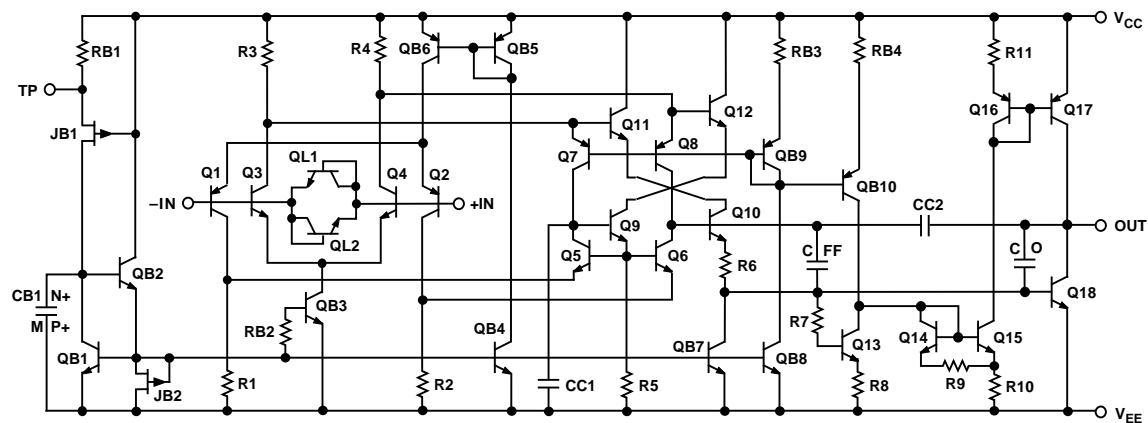 VCC
RB1
R3
R4
QB6
QB5
RB3
RB4
R11
TP
Q12
Q16
Q17
JB1
Q11
QL1
Q7
Q8
QB9
Q1
Q3
Q4
Q2
QB10
–IN
+IN
CC2
Q9
Q10
OUT
QL2
Q5
Q6
R6
C FF
C O
QB2
CB1
N+
M P+
QB3
Q18
RB2
R7
Q13
Q14
Q15
QB1
QB4
QB7
QB8
JB2
R1
R2
CC1
R5
R8
R9
R10
VEE